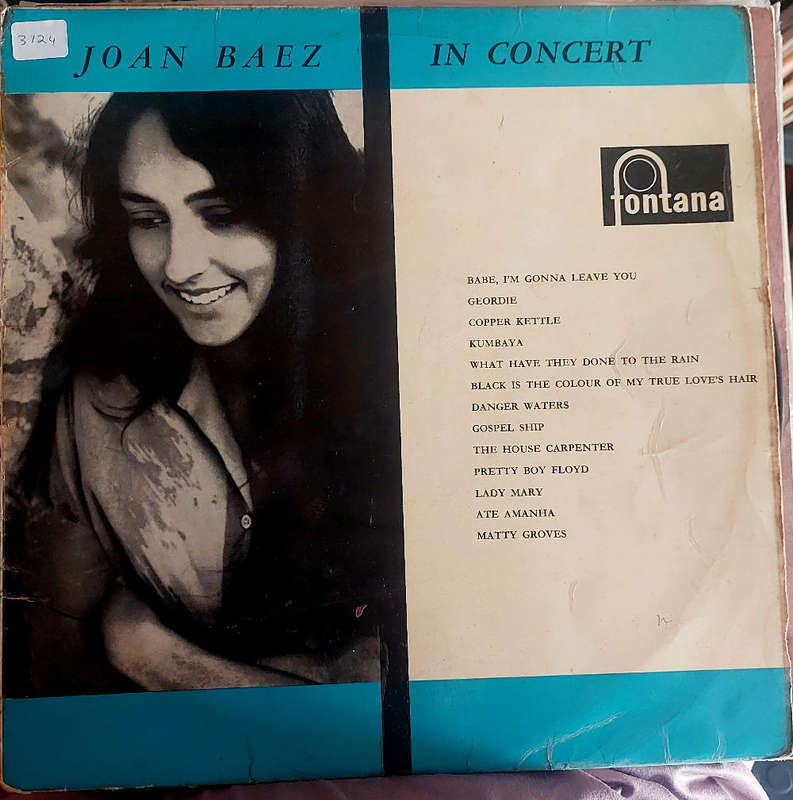 3124
JOAN BAEZ IN CONCERT
fontana
BABE, I'M GONNA LEAVE YOU
GEORDIE
COPPER KETTLE
KUMBAYA
WHAT HAVE THEY DONE TO THE RAIN
BLACK IS THE COLOUR OF MY TRUE LOVE'S HAIR
DANGER WATERS
GOSPEL SHIP
THE HOUSE CARPENTER
PRETTY BOY FLOYD
LADY MARY
ATE AMANHA
MATTY GROVES